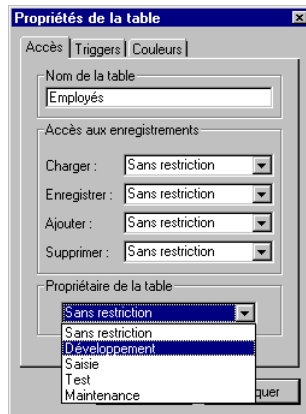 Propriétés de la table
Accès Triggers Couleurs
Nom de la table
Employés
Accès aux enregistrements
Charger : Sans restriction
Enregistrer : Sans restriction
Ajouter : Sans restriction
Supprimer : Sans restriction
Propriétaire de la table
Sans restriction
Sans restriction
Développement
Saisie
Test
Maintenance
quer